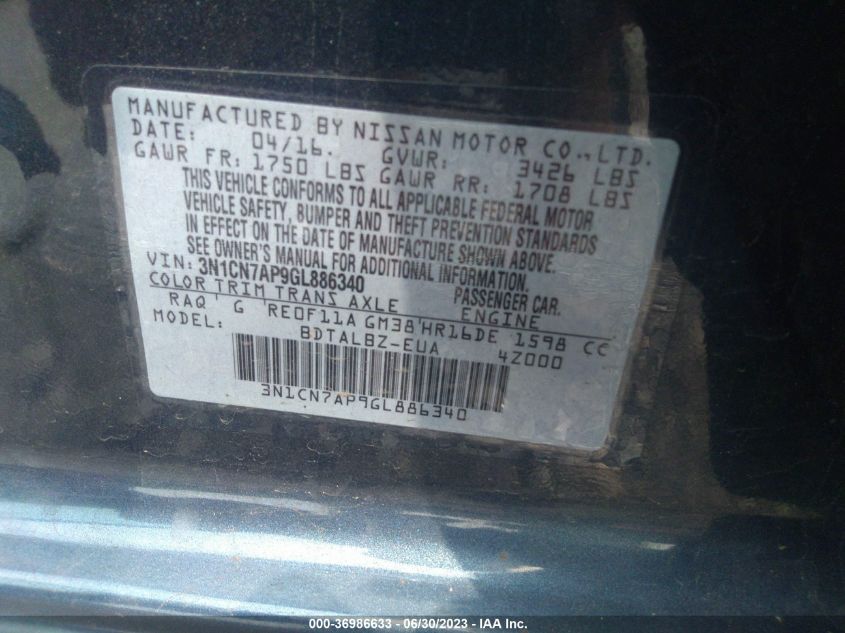 MANUFACTURED BY NISSAN MOTOR CO., LTD.
DATE: 04/16. GVWR: 3426 LBS
GAWR FR: 1750 LBS GAWR RR: 1708 LBS
THIS VEHICLE CONFORMS TO ALL APPLICABLE FEDERAL MOTOR
VEHICLE SAFETY, BUMPER AND THEFT PREVENTION STANDARDS
IN EFFECT ON THE DATE OF MANUFACTURE SHOWN ABOVE.
SEE OWNER'S MANUAL FOR ADDITIONAL INFORMATION.
VIN: 3N1CN7AP9GL886340 PASSENGER CAR.
COLOR TRIM TRANS AXLE ENGINE
RAQ ' G 'RE0F11A GM38'HR16DE 1598 CC
MODEL: BDTALBZ-EUA 4Z000
3N1CN7AP9GL886340
000-36986633 - 06/30/2023 - IAA Inc.